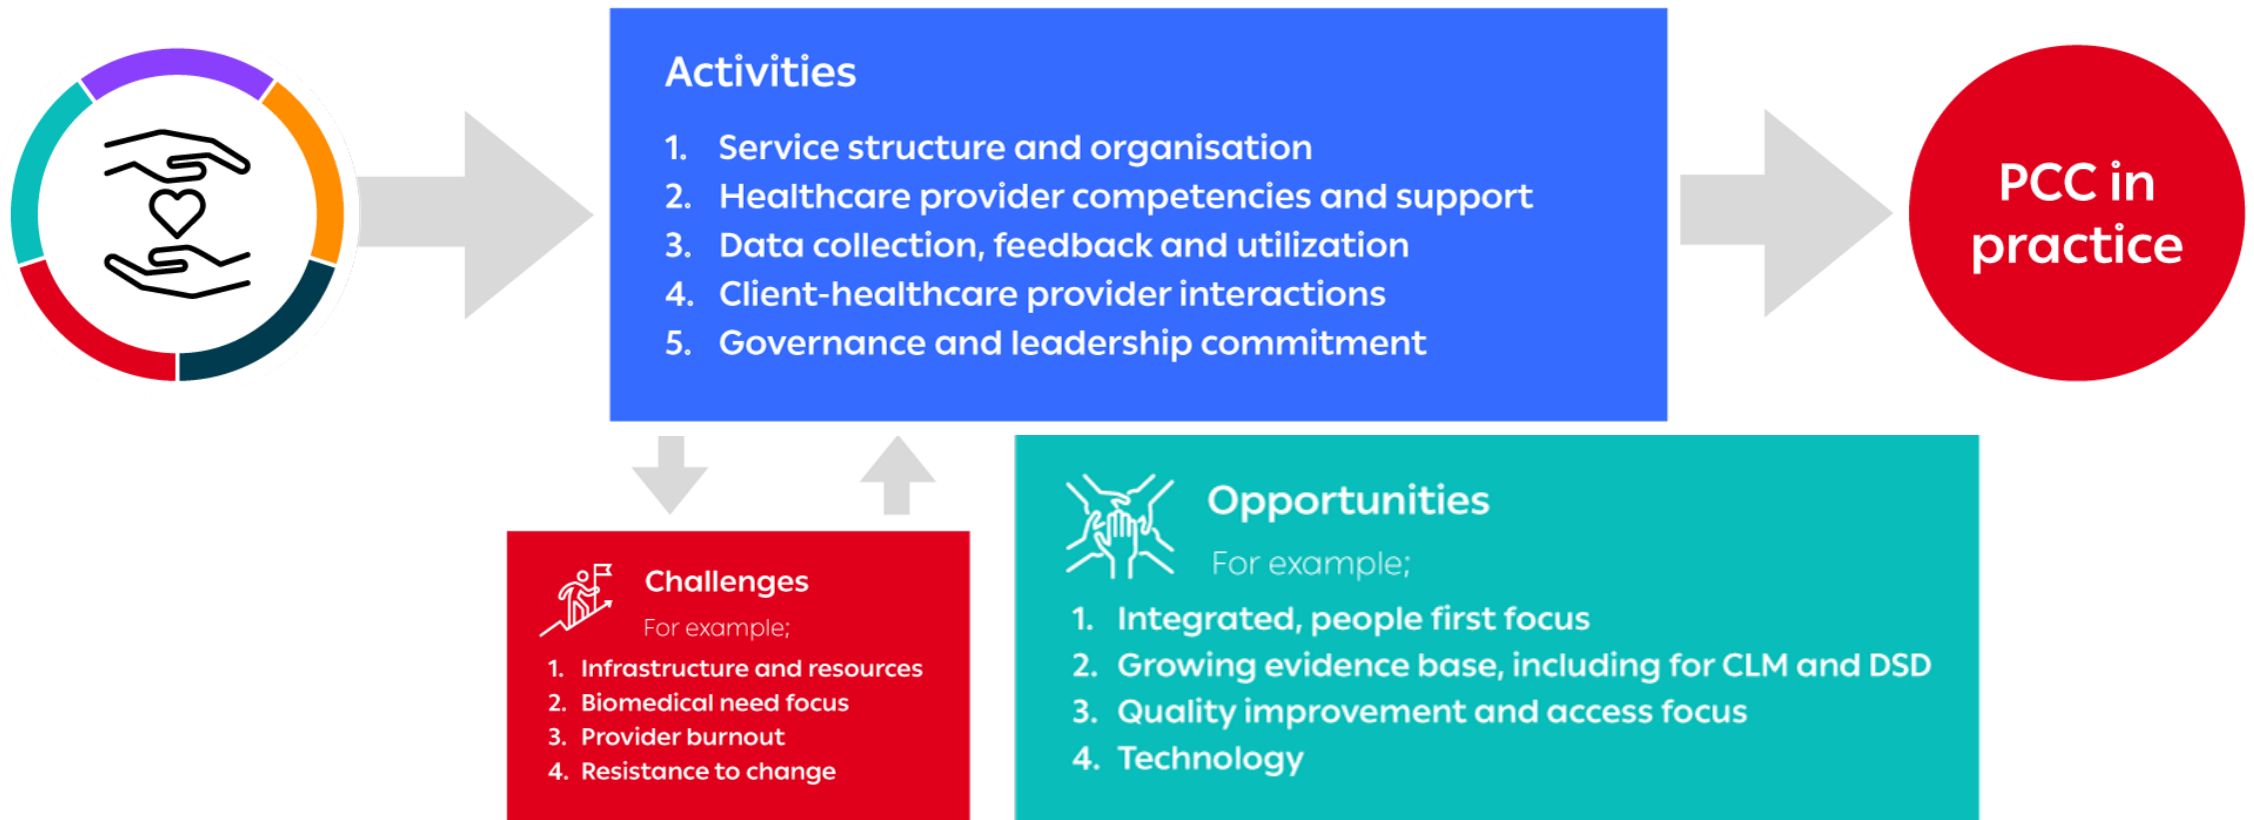 Activities
1. Service structure and organisation
2. Healthcare provider competencies and support
3. Data collection, feedback and utilization
4. Client-healthcare provider interactions
5. Governance and leadership commitment
PCC in
practice
Challenges
For example;
1. Infrastructure and resources
2. Biomedical need focus
3. Provider burnout
4. Resistance to change
Opportunities
For example;
1. Integrated, people first focus
2. Growing evidence base, including for CLM and DSD
3. Quality improvement and access focus
4. Technology